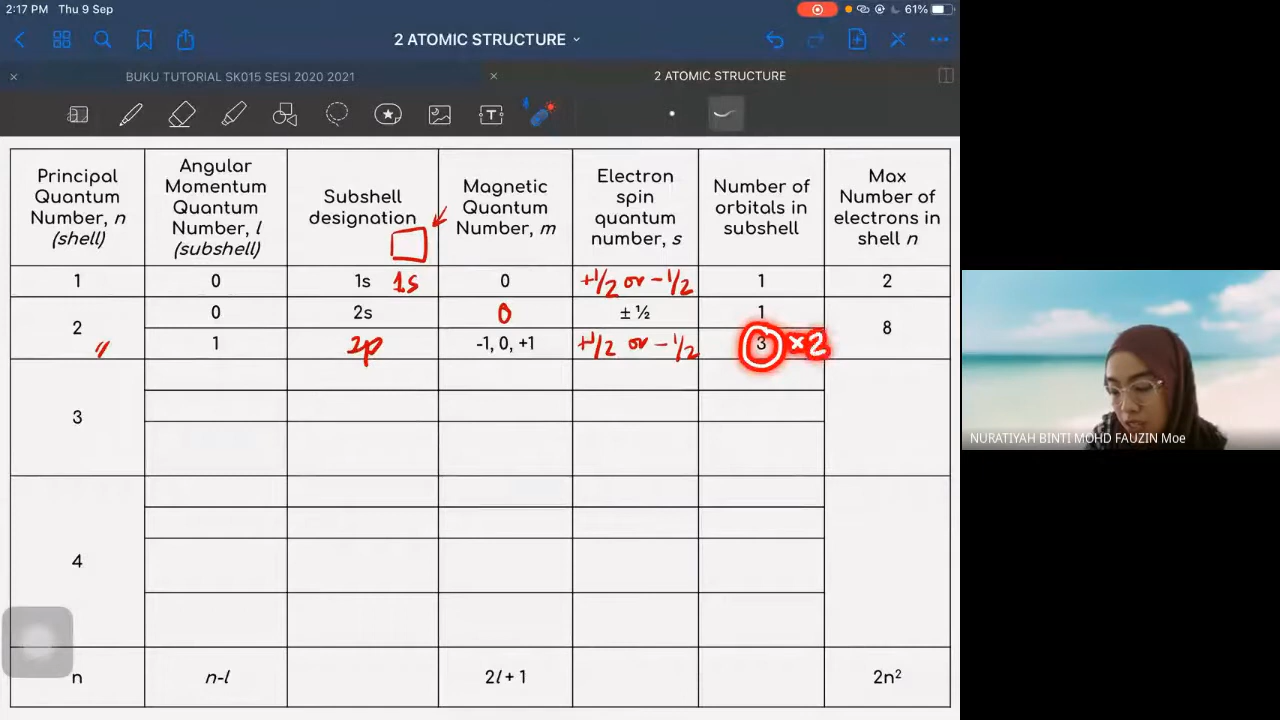 2:17 PM Thu 9 Sep
61%
2 ATOMIC STRUCTURE
BUKU TUTORIAL SK015 SESI 2020 2021
2 ATOMIC STRUCTURE
T
Principal Quantum Number, n (shell)
Angular Momentum Quantum Number, l (subshell)
Subshell designation
Magnetic Quantum Number, m
Electron spin quantum number, s
Number of orbitals in subshell
Max Number of electrons in shell n
1 0 1s 1s 0 +1/2 or -1/2 1 2
2 0 2s 0 ± ½ 1 8
1 2p -1, 0, +1 +1/2 or -1/2 3 × 2
3
4
n n-l 2l + 1 2n²
NURATIYAH BINTI MOHD FAUZIN Moe